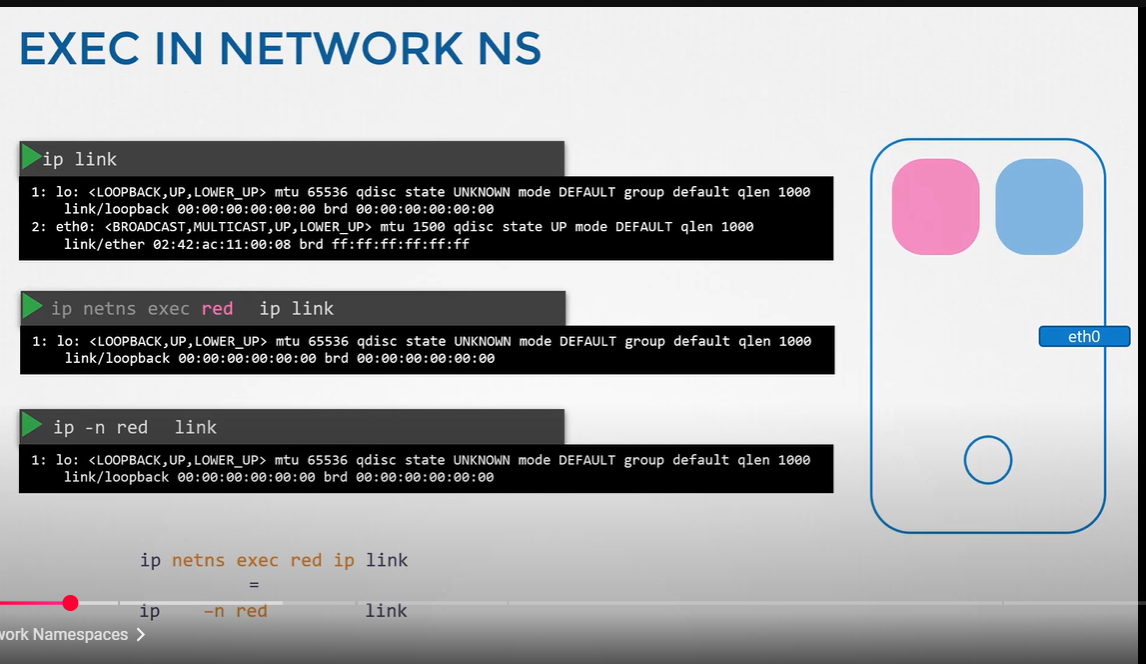 EXEC IN NETWORK NS
ip link
1: lo: <LOOPBACK,UP,LOWER_UP> mtu 65536 qdisc state UNKNOWN mode DEFAULT group default qlen 1000
link/loopback 00:00:00:00:00:00 brd 00:00:00:00:00:00
2: eth0: <BROADCAST,MULTICAST,UP,LOWER_UP> mtu 1500 qdisc state UP mode DEFAULT qlen 1000
link/ether 02:42:ac:11:00:08 brd ff:ff:ff:ff:ff:ff
ip netns exec red ip link
1: lo: <LOOPBACK,UP,LOWER_UP> mtu 65536 qdisc state UNKNOWN mode DEFAULT group default qlen 1000
link/loopback 00:00:00:00:00:00 brd 00:00:00:00:00:00
ip -n red link
1: lo: <LOOPBACK,UP,LOWER_UP> mtu 65536 qdisc state UNKNOWN mode DEFAULT group default qlen 1000
link/loopback 00:00:00:00:00:00 brd 00:00:00:00:00:00
eth0
ip netns exec red ip link
=
ip –n red link
work Namespaces